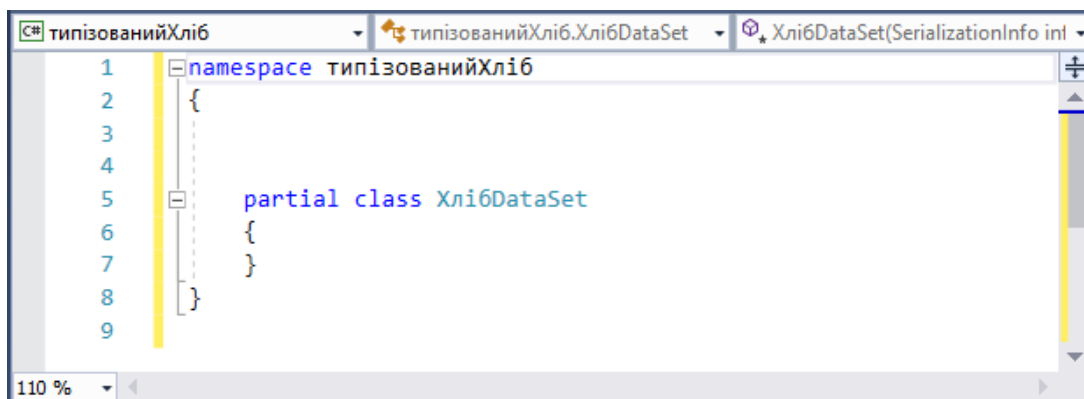 C# типізованийХліб типізованийХліб.ХлібDataSet ХлібDataSet(SerializationInfo inf
1 namespace типізованийХліб
2 {
3
4
5 partial class ХлібDataSet
6 {
7 }
8 }
9
110 %